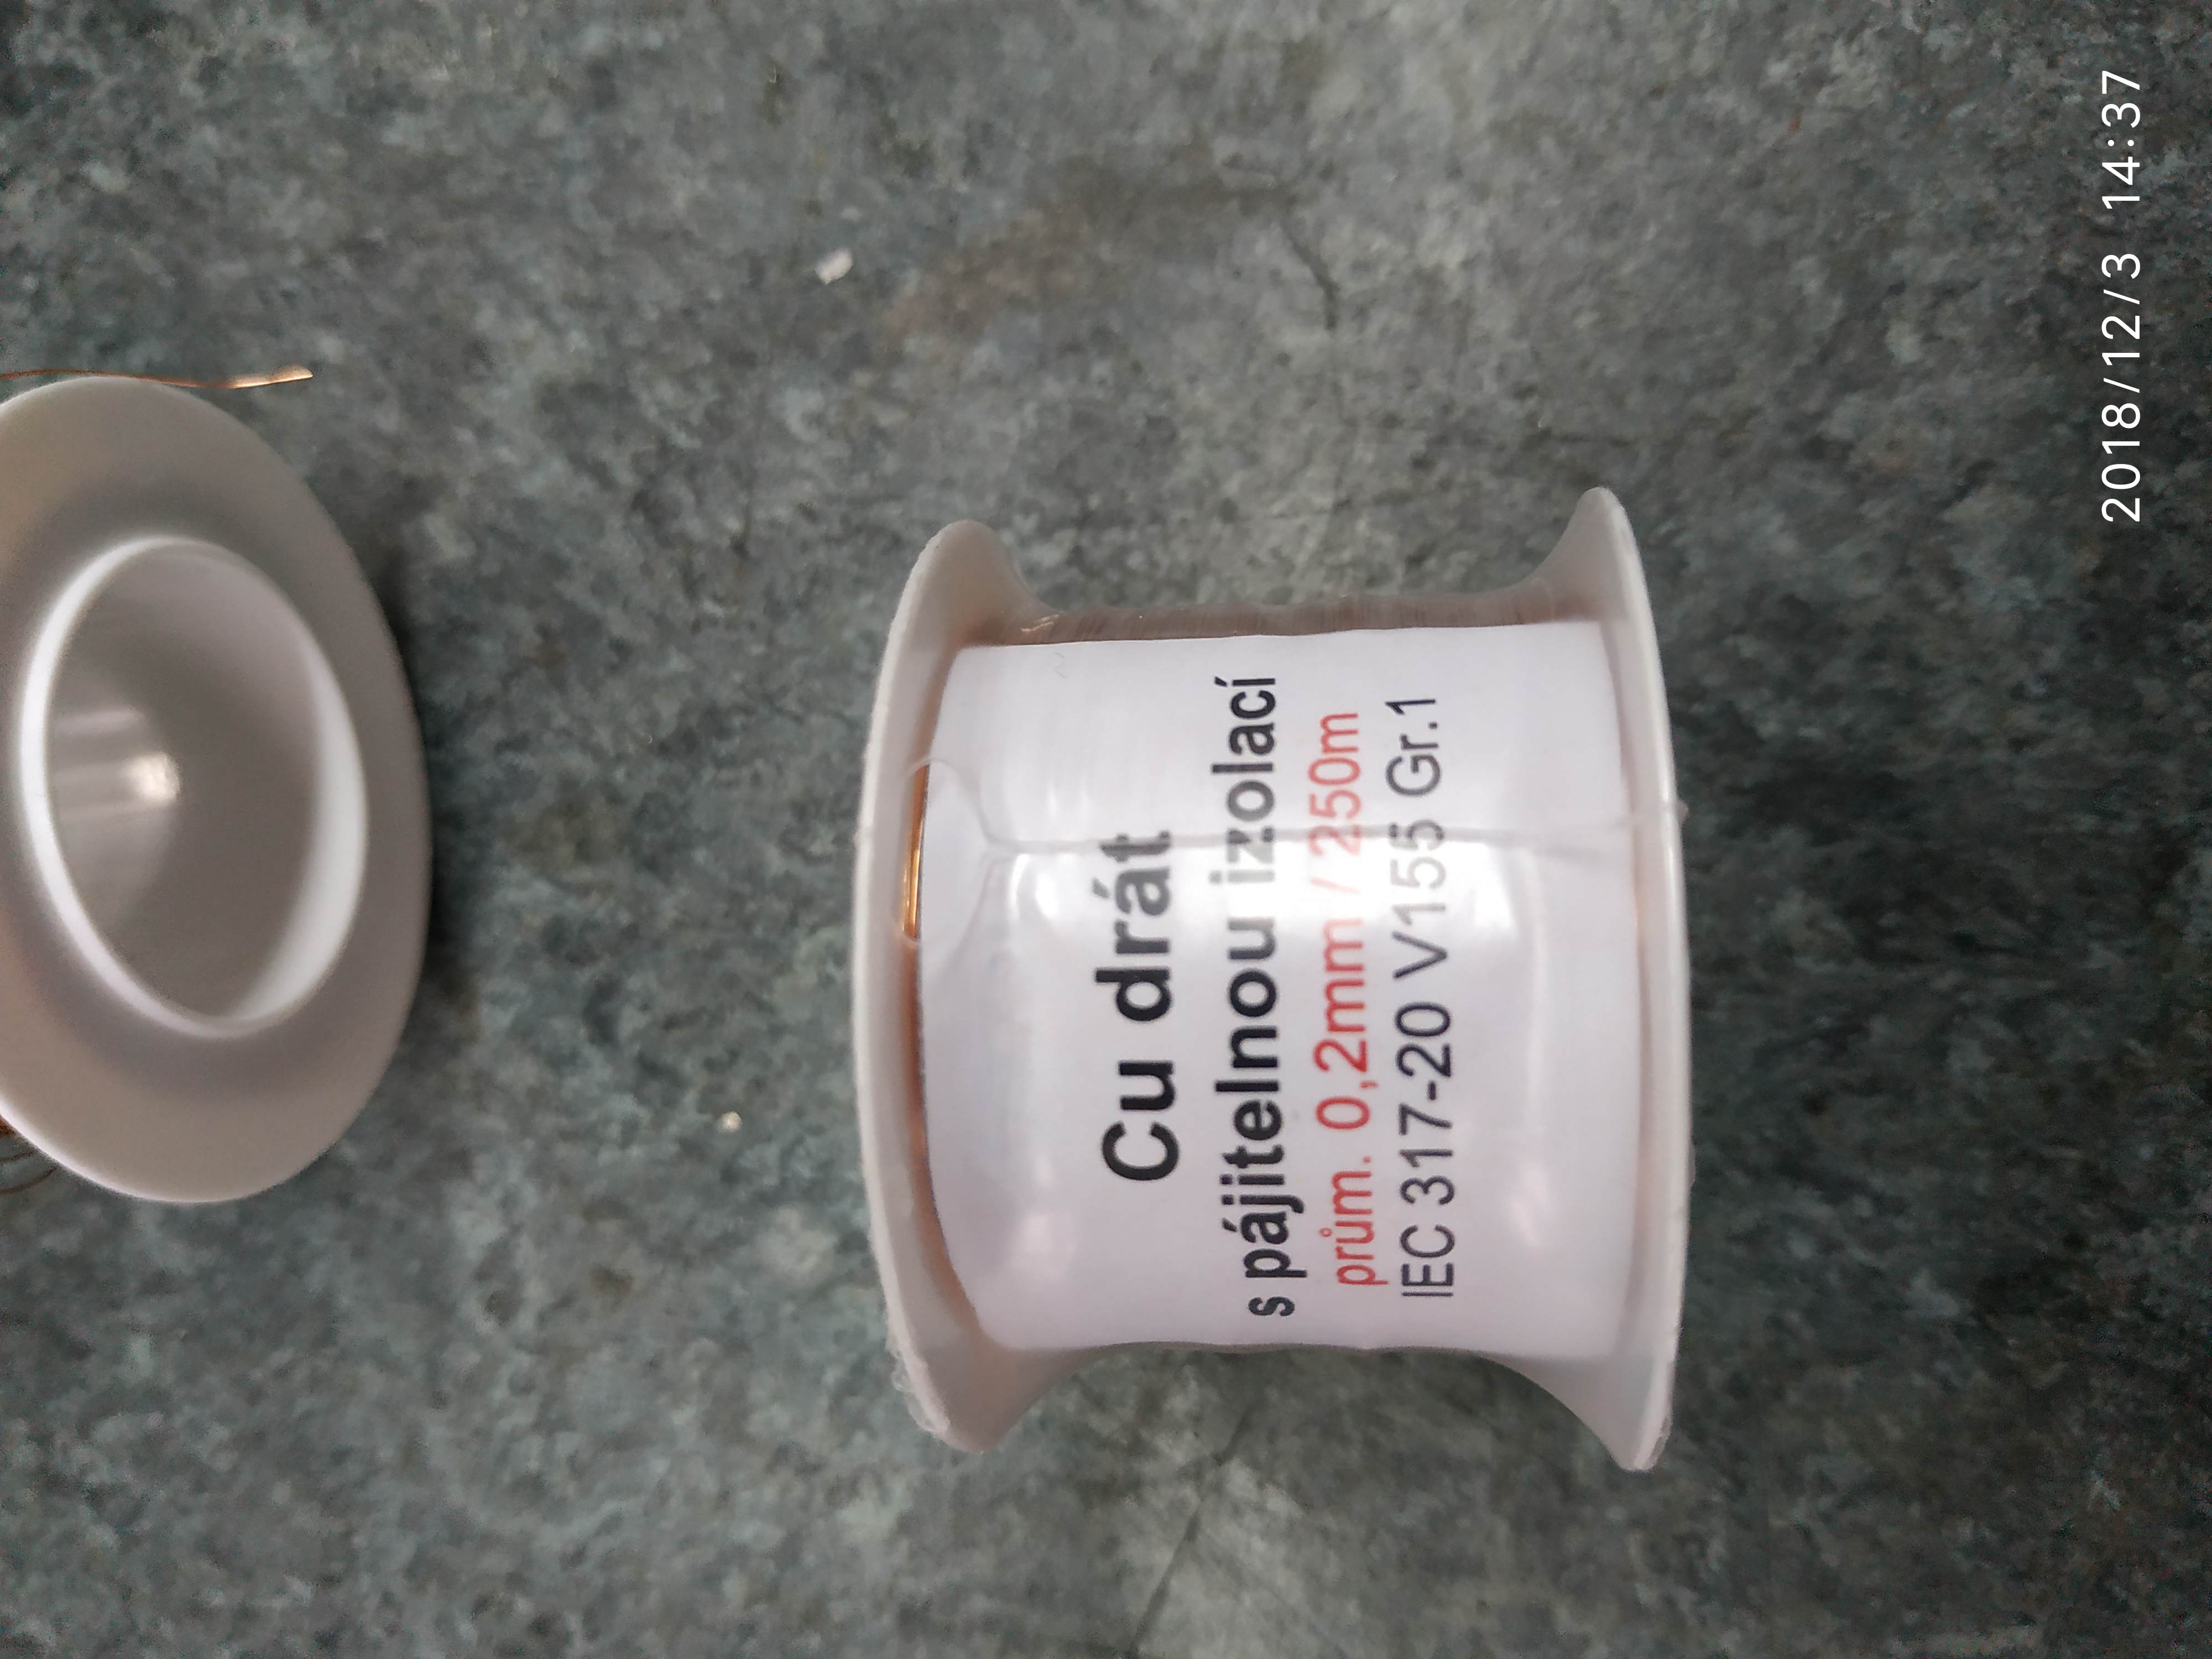 Cu drát
s pájitelnou izolací
prům. 0,2mm / 250m
IEC 317-20 V155 Gr.1
2018/12/3 14:37